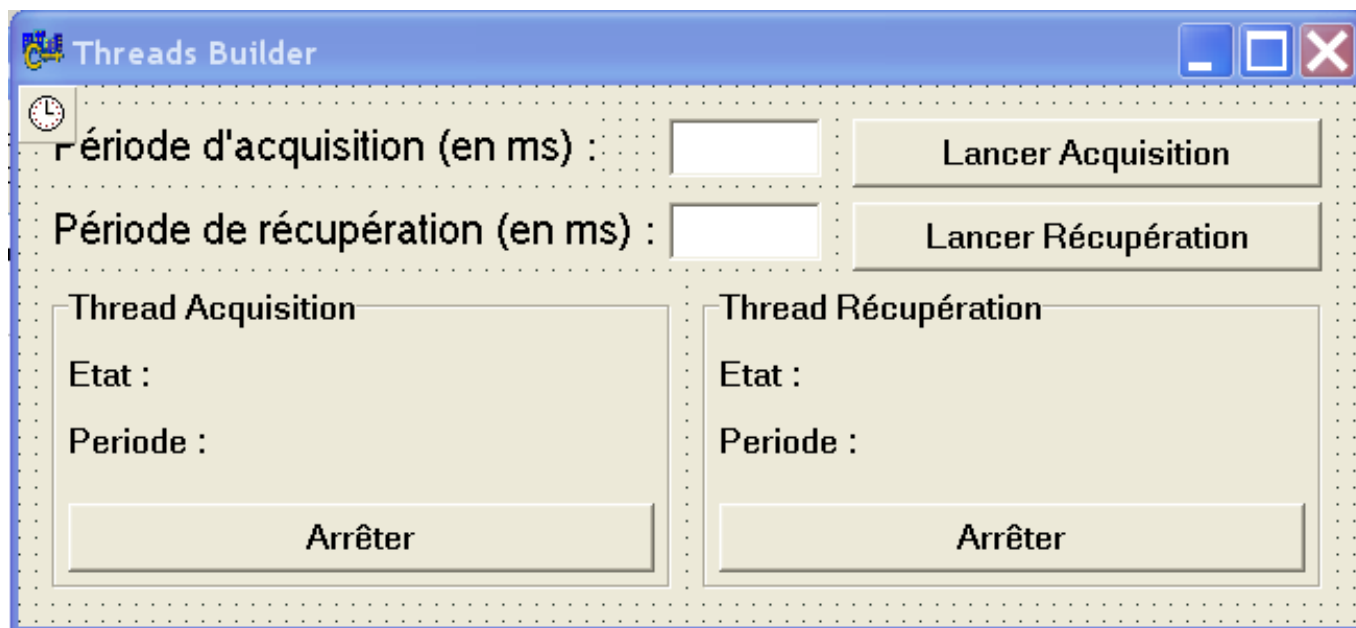 Threads Builder
Période d'acquisition (en ms) :
Lancer Acquisition
Période de récupération (en ms) :
Lancer Récupération
Thread Acquisition
Etat :
Periode :
Arrêter
Thread Récupération
Etat :
Periode :
Arrêter